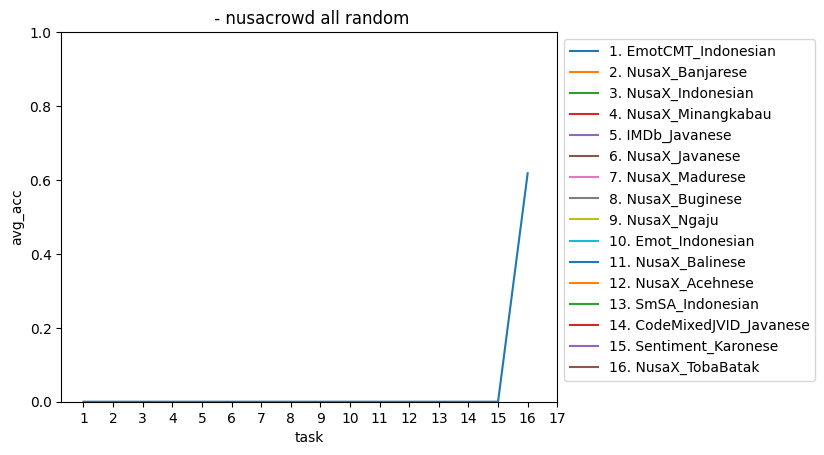 - nusacrowd all random
1.0
0.8
0.6
0.4
0.2
0.0
avg_acc
1 2 3 4 5 6 7 8 9 10 11 12 13 14 15 16 17
task
1. EmotCMT_Indonesian
2. NusaX_Banjarese
3. NusaX_Indonesian
4. NusaX_Minangkabau
5. IMDb_Javanese
6. NusaX_Javanese
7. NusaX_Madurese
8. NusaX_Buginese
9. NusaX_Ngaju
10. Emot_Indonesian
11. NusaX_Balinese
12. NusaX_Acehnese
13. SmSA_Indonesian
14. CodeMixedJVID_Javanese
15. Sentiment_Karonese
16. NusaX_TobaBatak